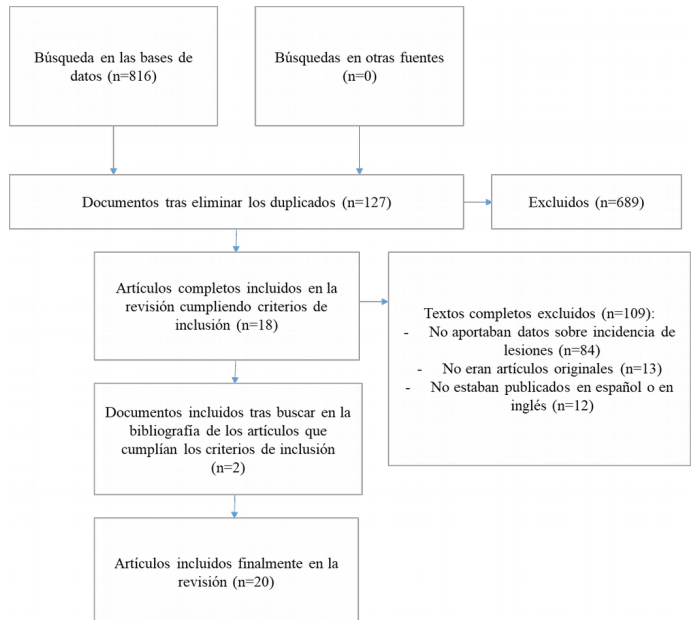 Búsqueda en las bases de
datos (n=816)
Búsquedas en otras fuentes
(n=0)
Documentos tras eliminar los duplicados (n=127)
Excluidos (n=689)
Artículos completos incluidos en la
revisión cumpliendo criterios de
inclusión (n=18)
Textos completos excluidos (n=109):
- No aportaban datos sobre incidencia de
lesiones (n=84)
- No eran artículos originales (n=13)
- No estaban publicados en español o en
inglés (n=12)
Documentos incluidos tras buscar en la
bibliografía de los artículos que
cumplían los criterios de inclusión
(n=2)
Artículos incluidos finalmente en la
revisión (n=20)